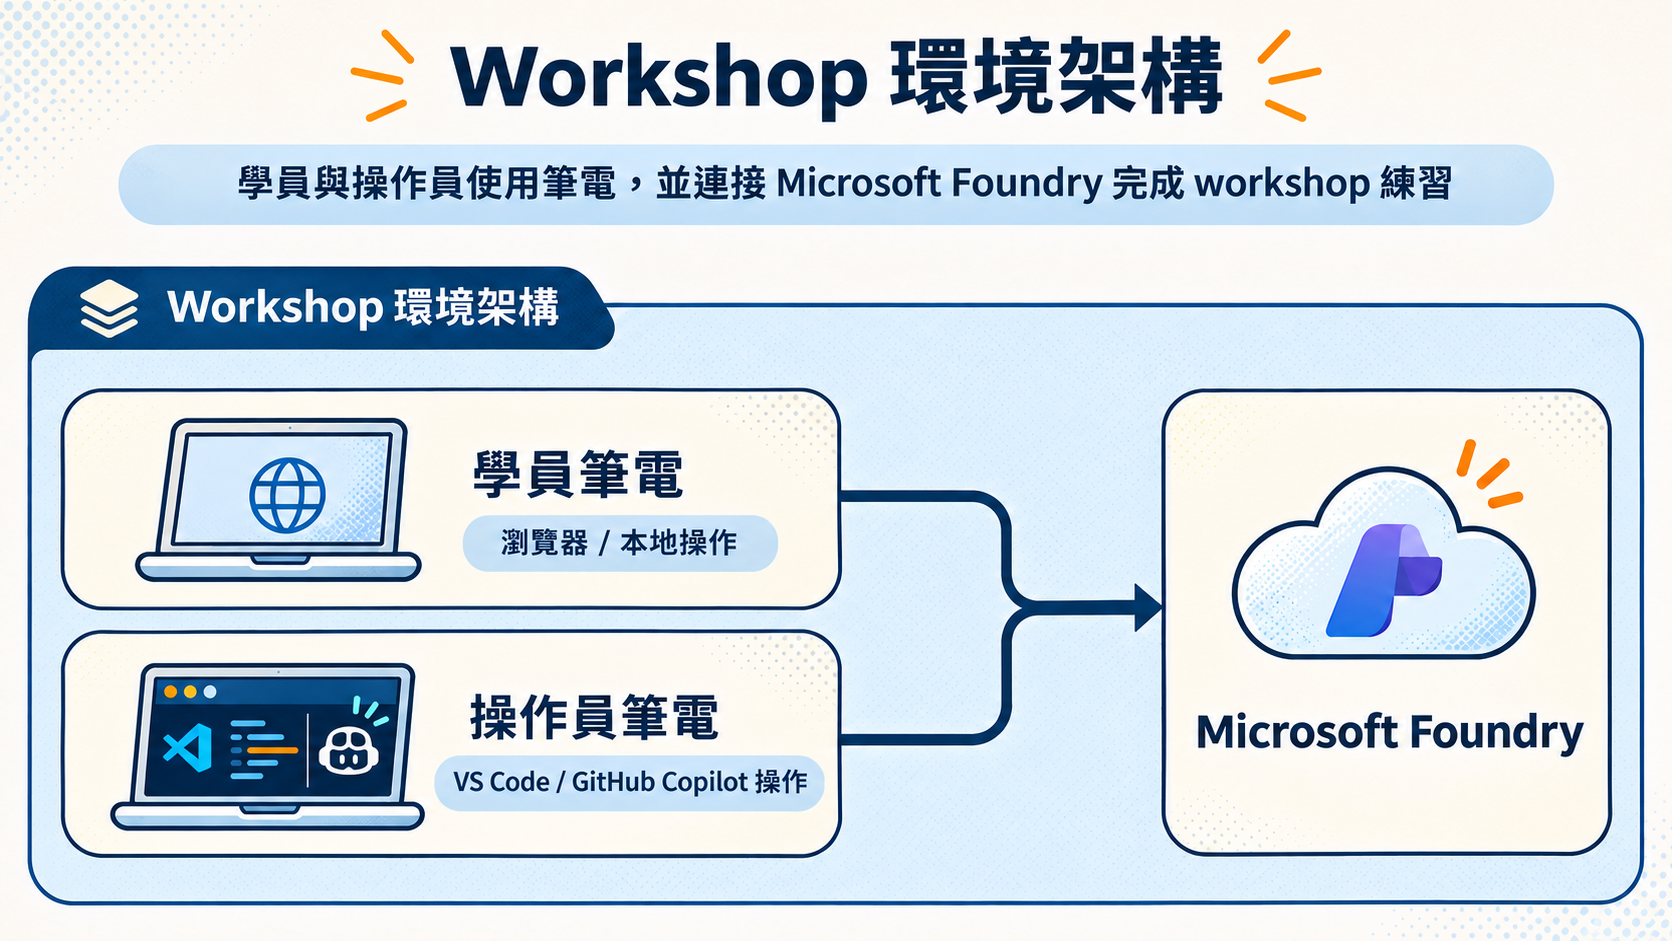 Workshop 環境架構
學員與操作員使用筆電，並連接 Microsoft Foundry 完成 workshop 練習
Workshop 環境架構
學員筆電
瀏覽器 / 本地操作
操作員筆電
VS Code / GitHub Copilot 操作
Microsoft Foundry